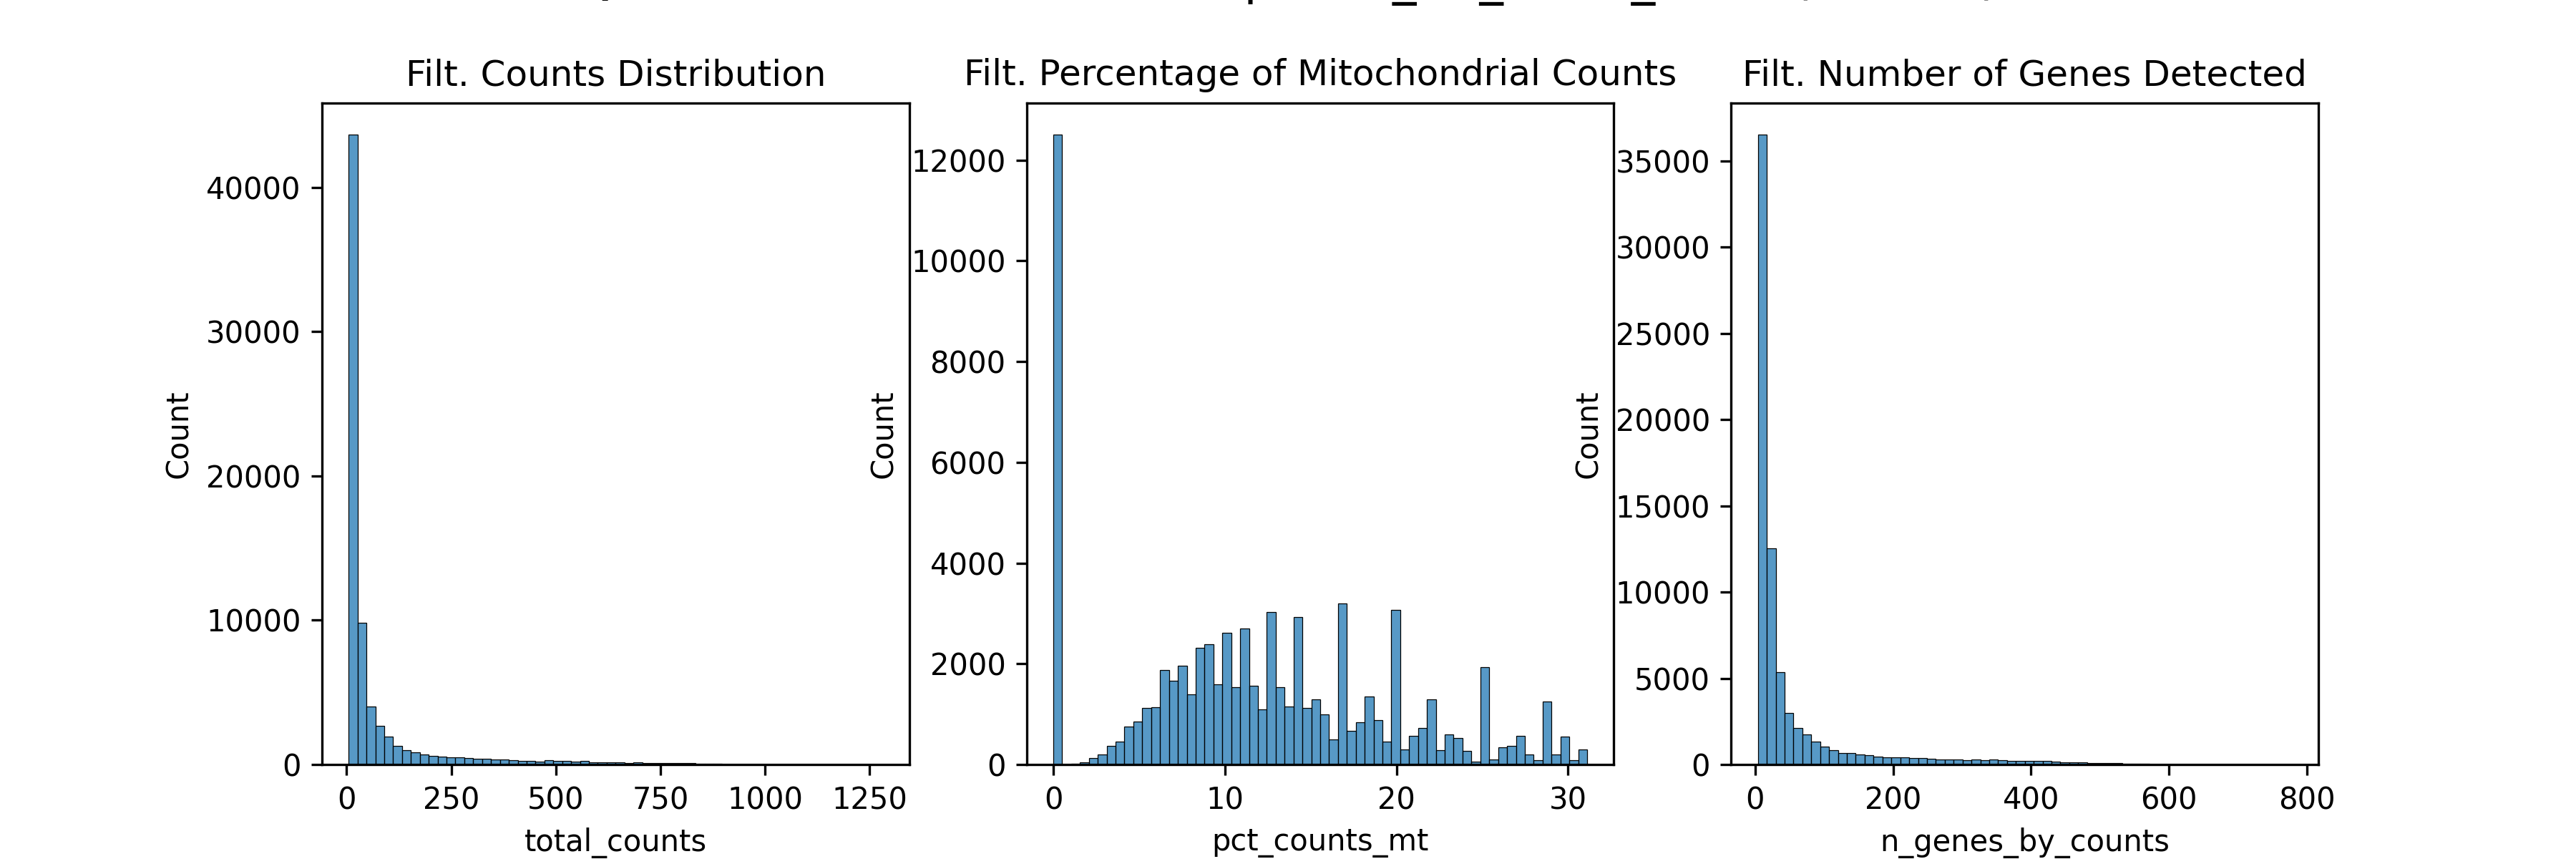 Filt. Counts Distribution
Count
40000
30000
20000
10000
0
0 250 500 750 1000 1250
total_counts
Filt. Percentage of Mitochondrial Counts
Count
12000
10000
8000
6000
4000
2000
0
0 10 20 30
pct_counts_mt
Filt. Number of Genes Detected
Count
35000
30000
25000
20000
15000
10000
5000
0
0 200 400 600 800
n_genes_by_counts